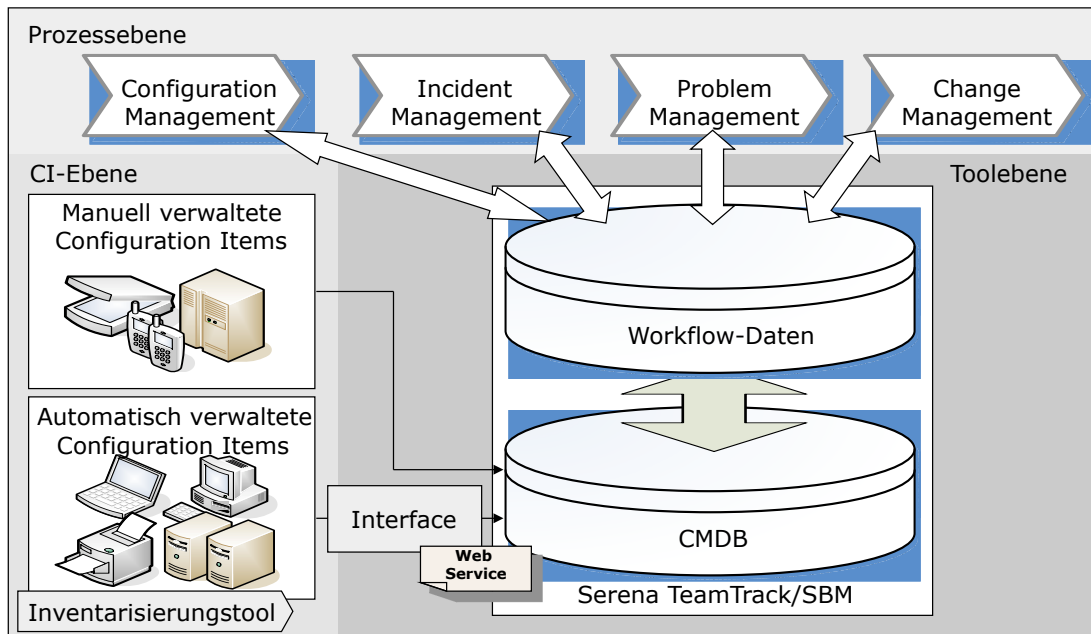 Prozessebene
Configuration
Management
Incident
Management
Problem
Management
Change
Management
CI-Ebene
Toolebene
Manuell verwaltete
Configuration Items
Workflow-Daten
Automatisch verwaltete
Configuration Items
Interface
CMDB
Web
Service
Serena TeamTrack/SBM
Inventarisierungstool